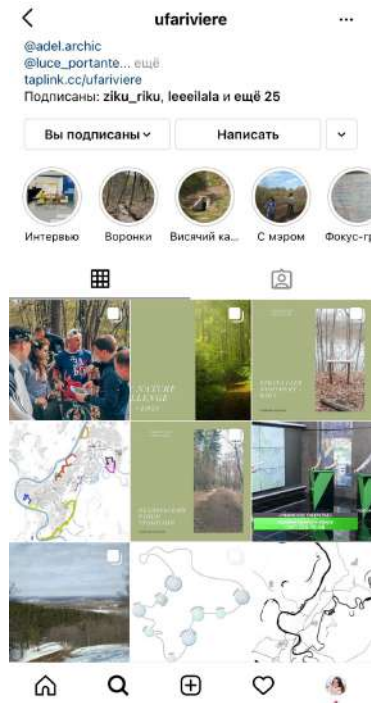 ufariviere
@adel.archic
@luce_portante... ещё
taplink.cc/ufariviere
Подписаны: ziku_riku, leeeilala и ещё 25
Вы подписаны
Написать
Интервью
Воронки
Висячий ка...
С мэром
Фокус-гр